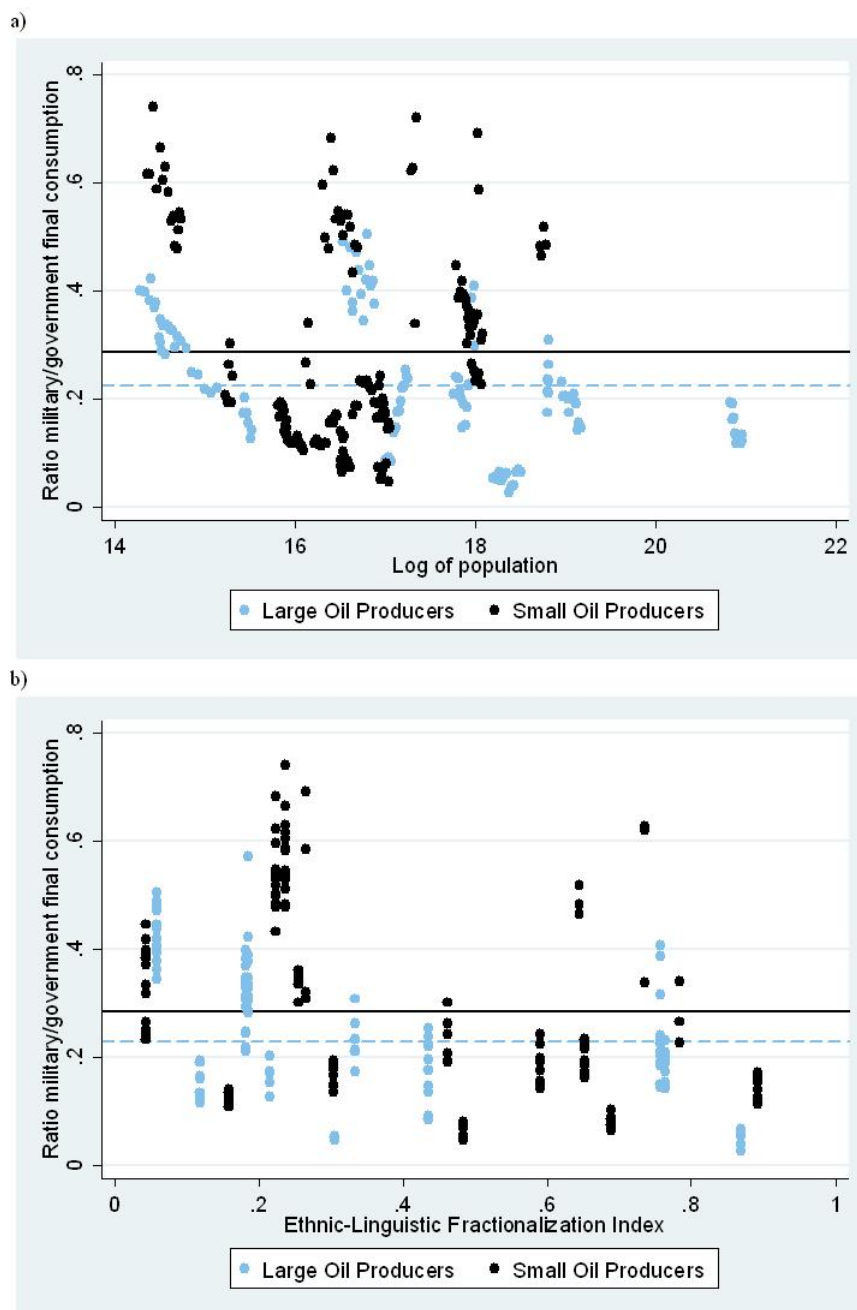 a)
Ratio military/government final consumption
.8
.6
.4
.2
0
14 16 18 20 22
Log of population
Large Oil Producers Small Oil Producers
b)
Ratio military/government final consumption
.8
.6
.4
.2
0
0 .2 .4 .6 .8 1
Ethnic-Linguistic Fractionalization Index
Large Oil Producers Small Oil Producers